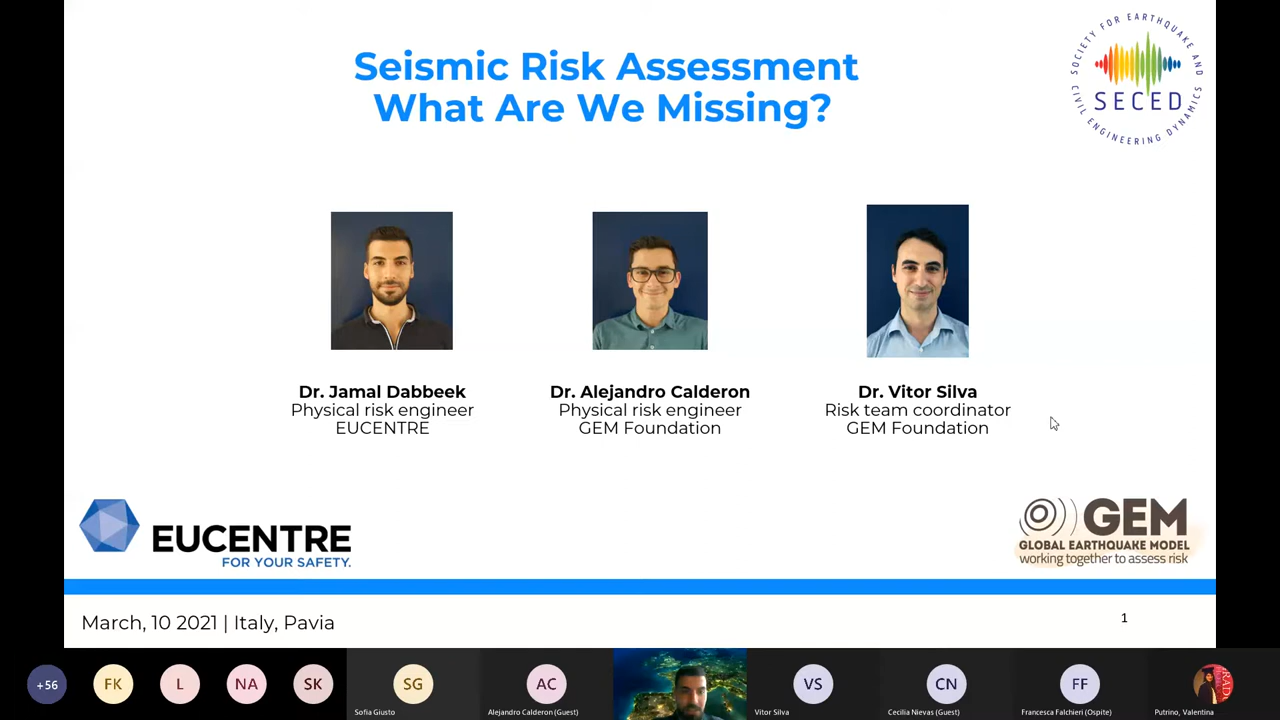 Seismic Risk Assessment
What Are We Missing?
SOCIETY FOR EARTHQUAKE AND
CIVIL ENGINEERING DYNAMICS
SECED
Dr. Jamal Dabbeek
Physical risk engineer
EUCENTRE
Dr. Alejandro Calderon
Physical risk engineer
GEM Foundation
Dr. Vitor Silva
Risk team coordinator
GEM Foundation
EUCENTRE
FOR YOUR SAFETY.
GEM
GLOBAL EARTHQUAKE MODEL
working together to assess risk
March, 10 2021 | Italy, Pavia
1
+56
FK
L
NA
SK
SG
Sofia Giusto
AC
Alejandro Calderon (Guest)
VS
Vitor Silva
CN
Cecilia Nievas (Guest)
FF
Francesca Falchieri (Ospite)
Putrino, Valentina